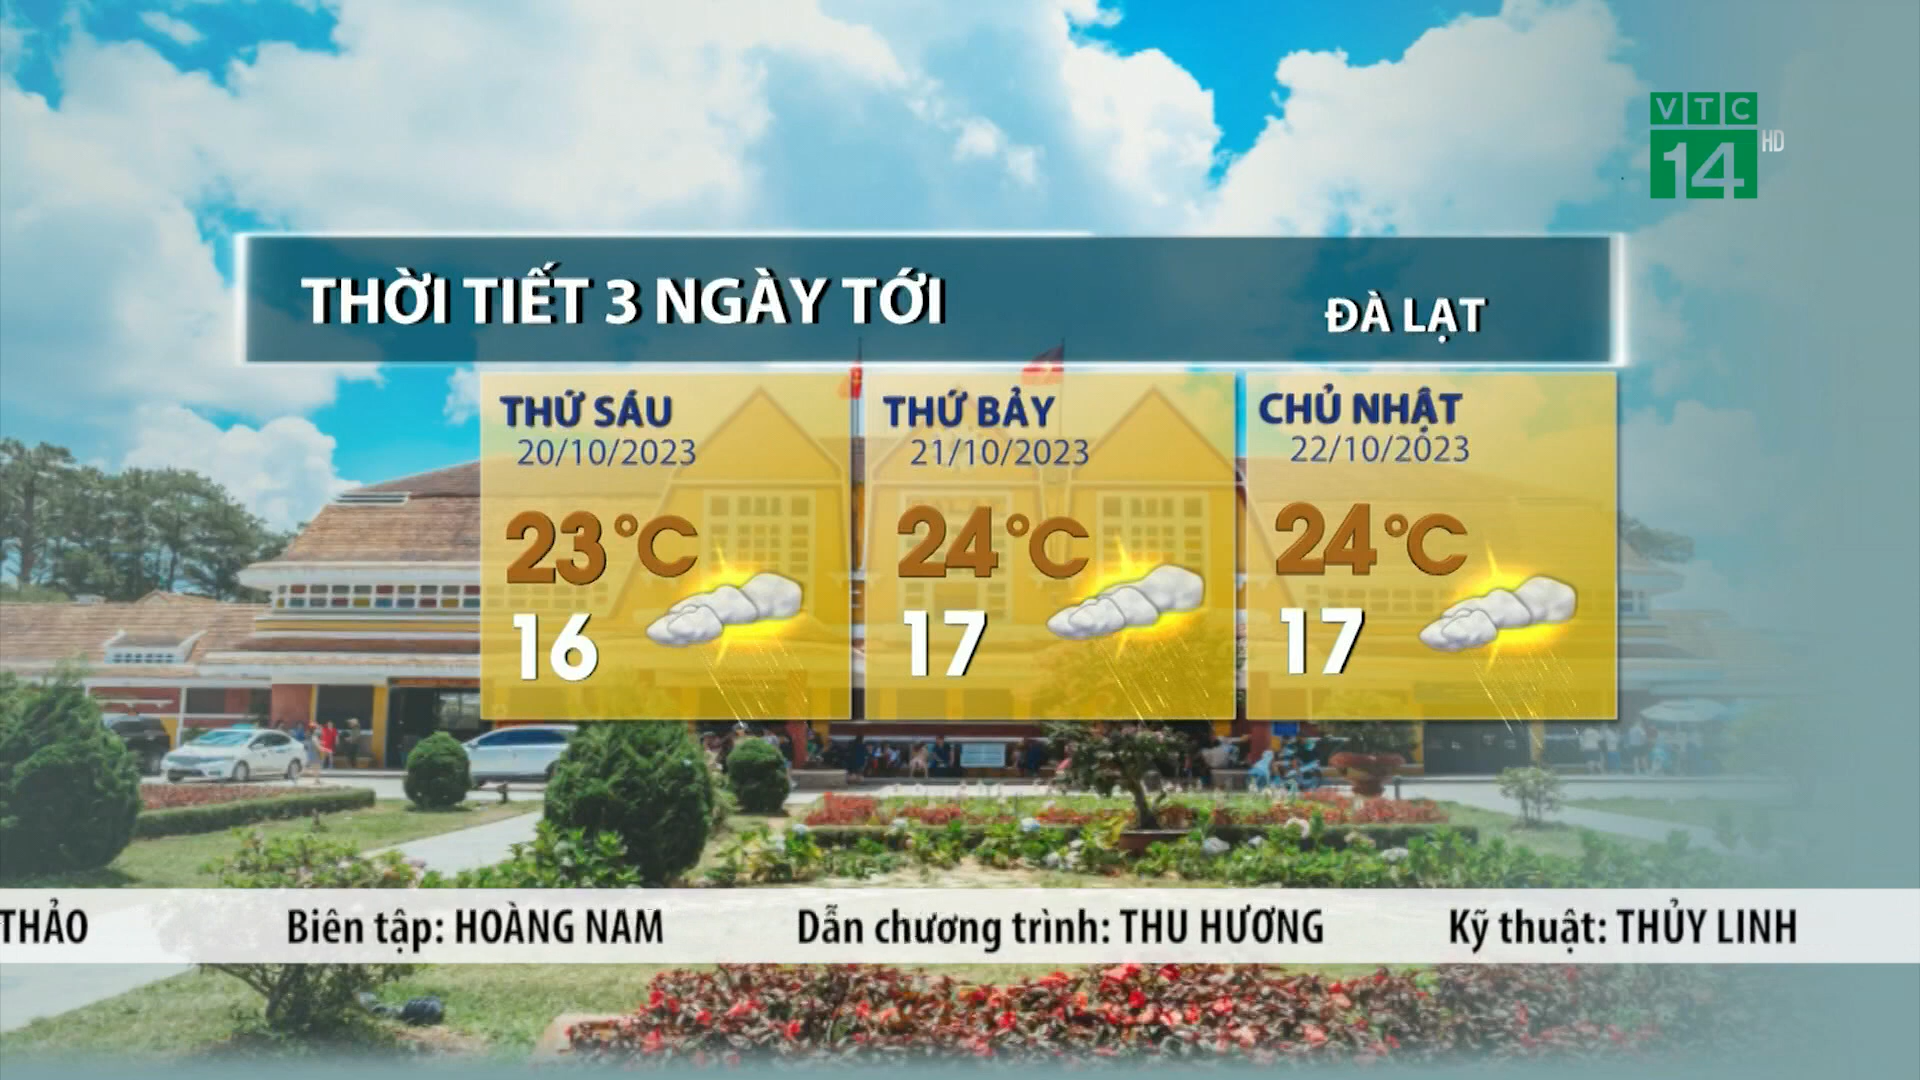 VTC
14 HD
THỜI TIẾT 3 NGÀY TỚI
ĐÀ LẠT
THỨ SÁU
20/10/2023
23°C
16
THỨ BẢY
21/10/2023
24°C
17
CHỦ NHẬT
22/10/2023
24°C
17
THẢO Biên tập: HOÀNG NAM Dẫn chương trình: THU HƯƠNG Kỹ thuật: THỦY LINH